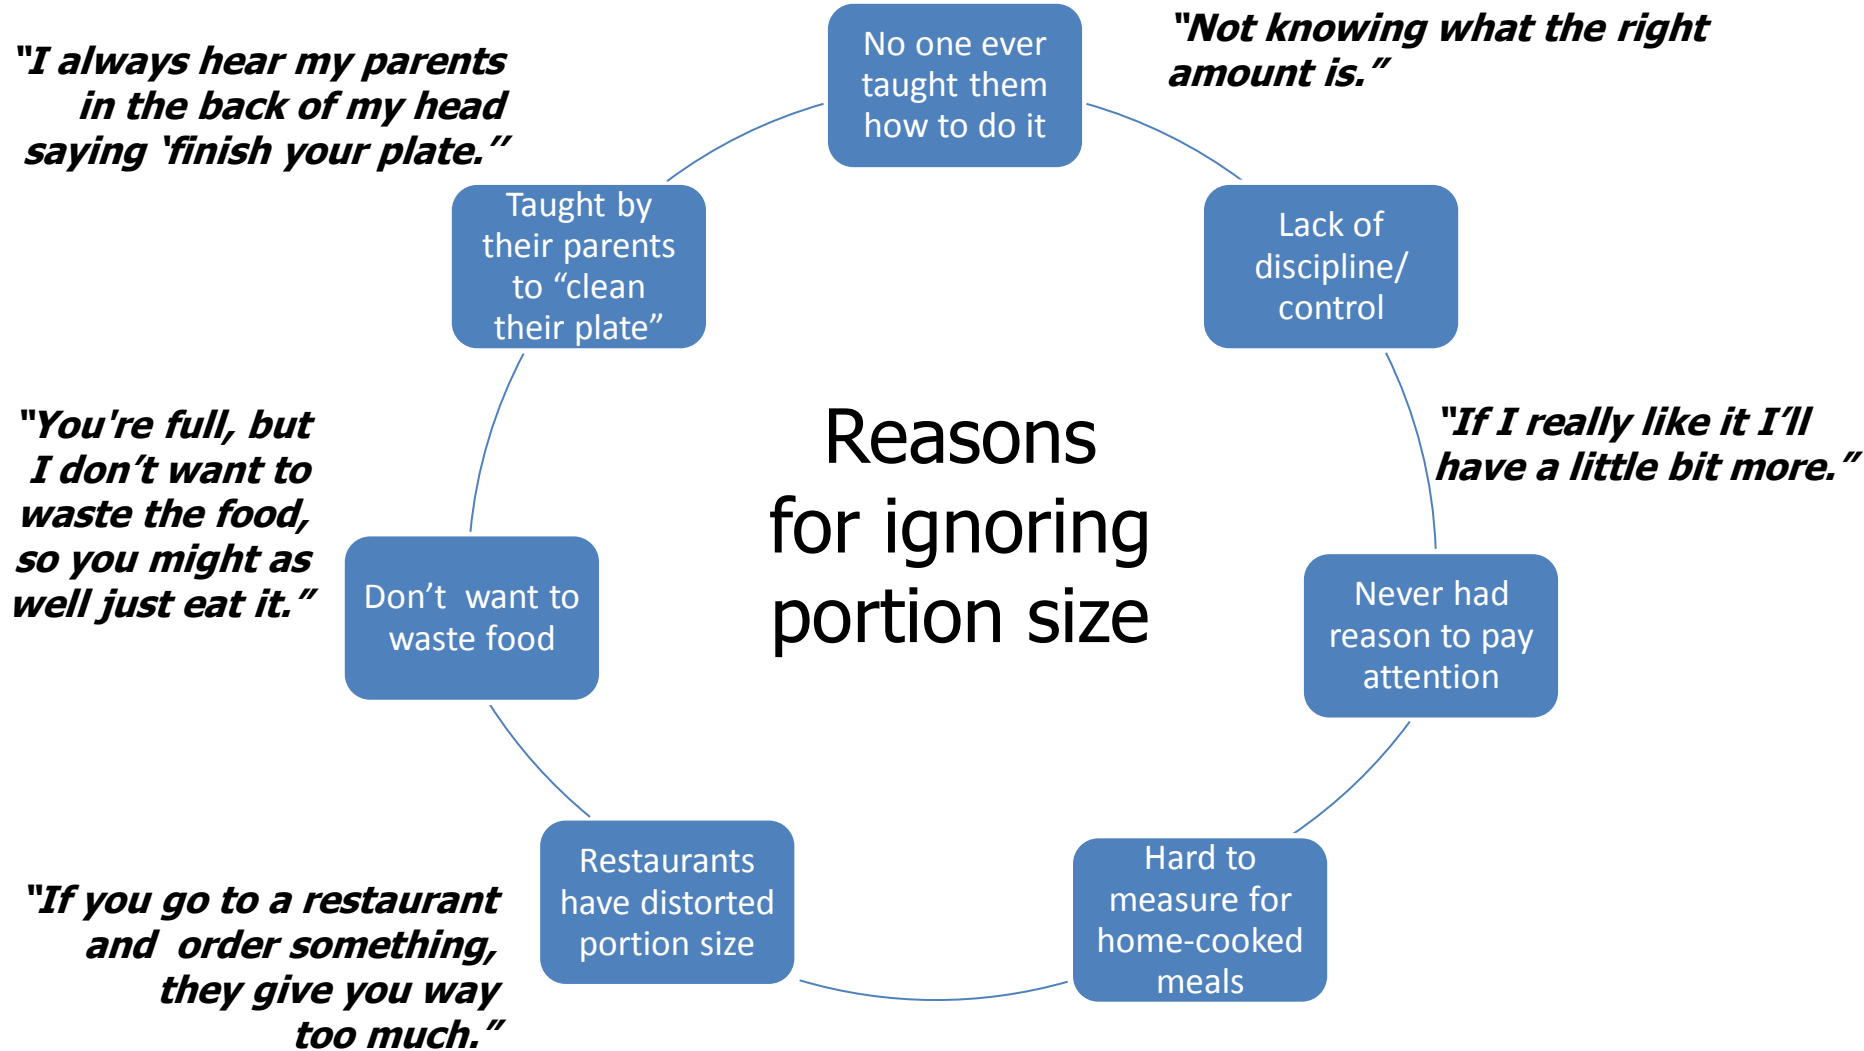 No one ever
taught them
how to do it
“Not knowing what the right
amount is.”
Lack of
discipline/
control
“If I really like it I’ll
have a little bit more.”
Never had
reason to pay
attention
Hard to
measure for
home-cooked
meals
Restaurants
have distorted
portion size
“If you go to a restaurant
and  order something,
they give you way
too much.”
Don’t  want to
waste food
“You're full, but
I don’t want to
waste the food,
so you might as
well just eat it.”
Taught by
their parents
to “clean
their plate”
“I always hear my parents
in the back of my head
saying ‘finish your plate.’’
Reasons
for ignoring
portion size